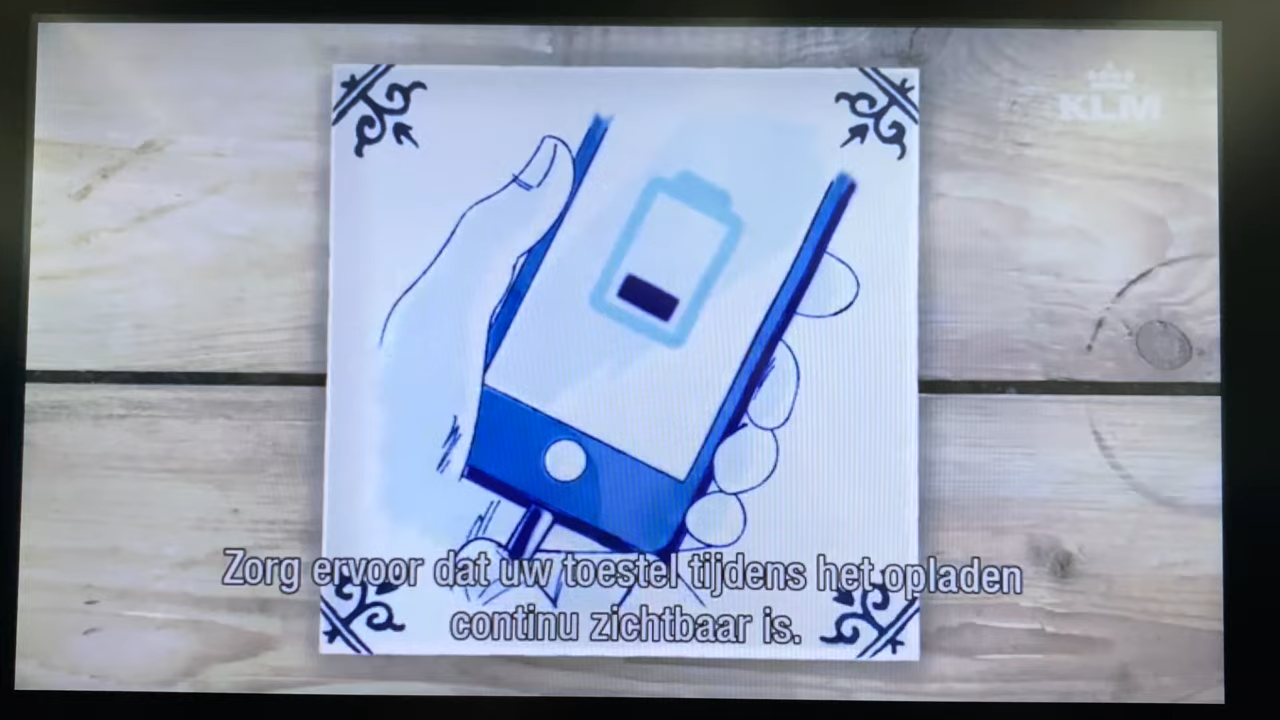 KLM
Zorg ervoor dat uw toestel tijdens het opladen
continu zichtbaar is.